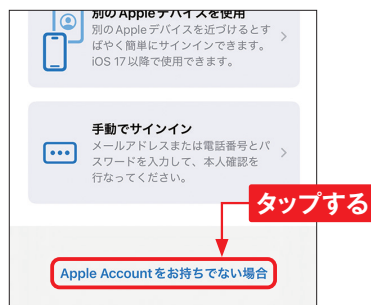 別のAppleデバイスを使用
別のAppleデバイスを近づけるとす
ばやく簡単にサインインできます。
iOS 17以降で使用できます。
手動でサインイン
メールアドレスまたは電話番号とパ
スワードを入力して、本人確認を
行なってください。
タップする
Apple Accountをお持ちでない場合